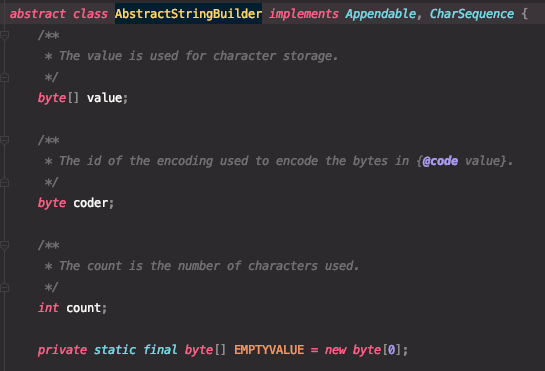 abstract class AbstractStringBuilder implements Appendable, CharSequence {
/**
* The value is used for character storage.
*/
byte[] value;
/**
* The id of the encoding used to encode the bytes in {@code value}.
*/
byte coder;
/**
* The count is the number of characters used.
*/
int count;
private static final byte[] EMPTYVALUE = new byte[0];